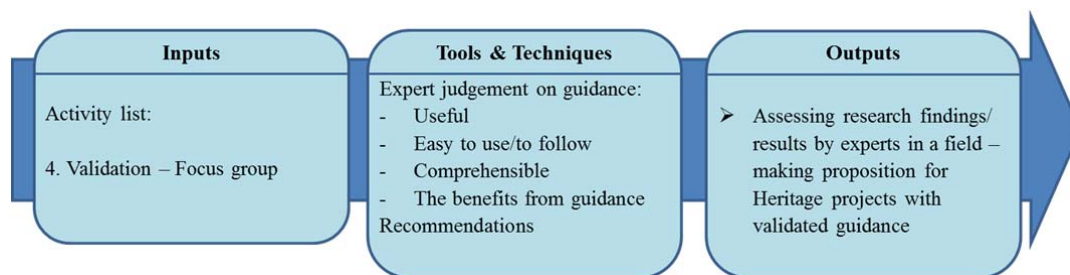 Inputs
Activity list:
4. Validation – Focus group
Tools & Techniques
Expert judgement on guidance:
- Useful
- Easy to use/to follow
- Comprehensible
- The benefits from guidance
Recommendations
Outputs
➢ Assessing research findings/
results by experts in a field –
making proposition for
Heritage projects with
validated guidance